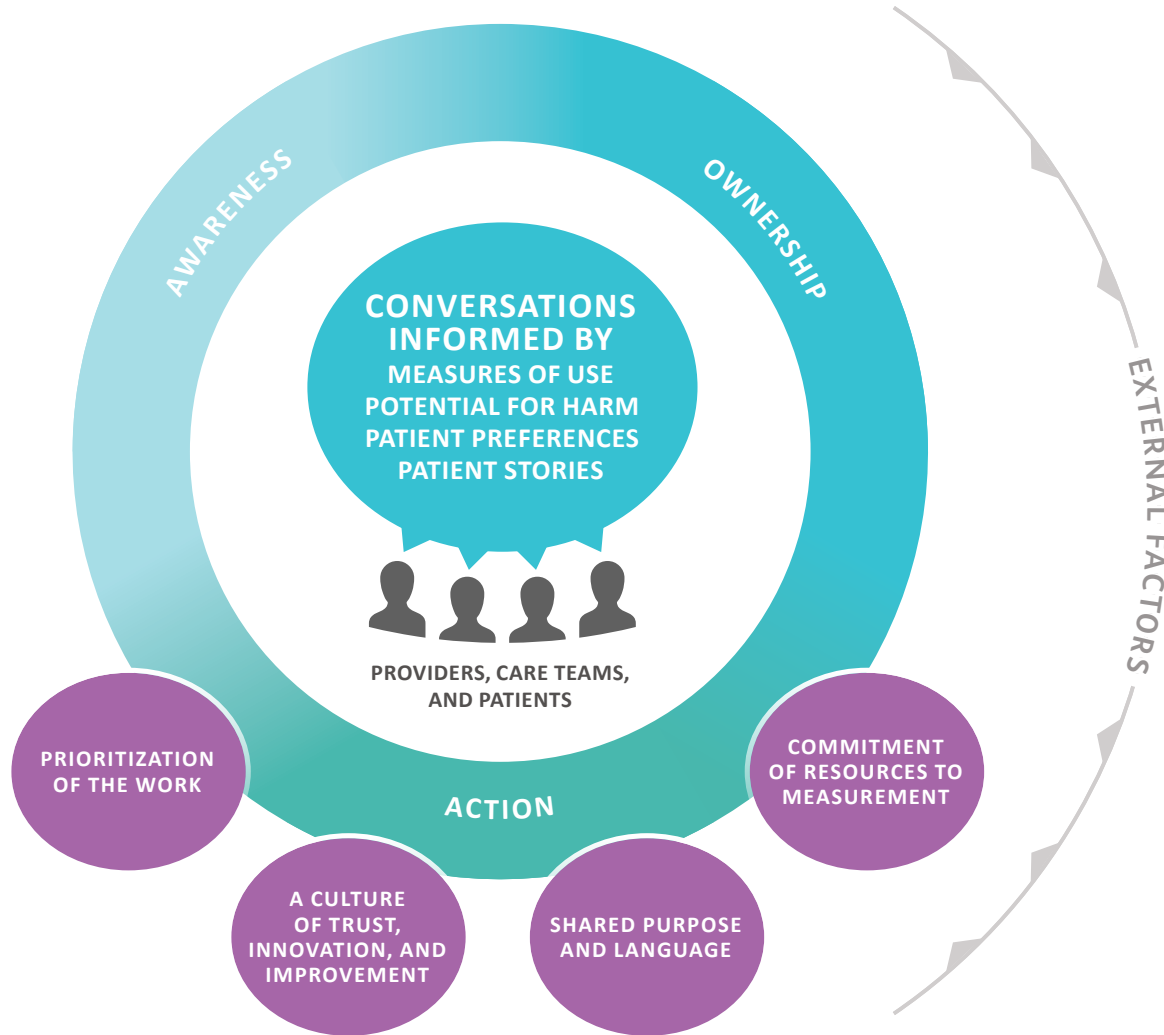 AWARENESS
OWNERSHIP
CONVERSATIONS
INFORMED BY
MEASURES OF USE
POTENTIAL FOR HARM
PATIENT PREFERENCES
PATIENT STORIES
PROVIDERS, CARE TEAMS,
AND PATIENTS
EXTERNAL FACTORS
PRIORITIZATION
OF THE WORK
ACTION
COMMITMENT
OF RESOURCES TO
MEASUREMENT
A CULTURE
OF TRUST,
INNOVATION, AND
IMPROVEMENT
SHARED PURPOSE
AND LANGUAGE